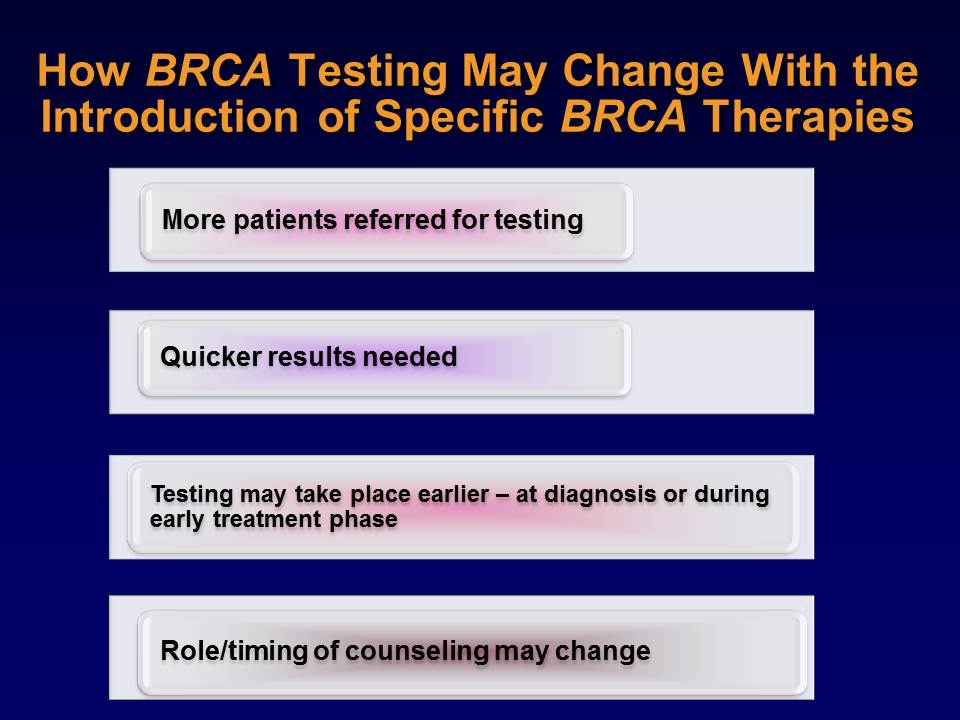 How BRCA Testing May Change With the
Introduction of Specific BRCA Therapies
More patients referred for testing
Quicker results needed
Testing may take place earlier – at diagnosis or during
early treatment phase
Role/timing of counseling may change